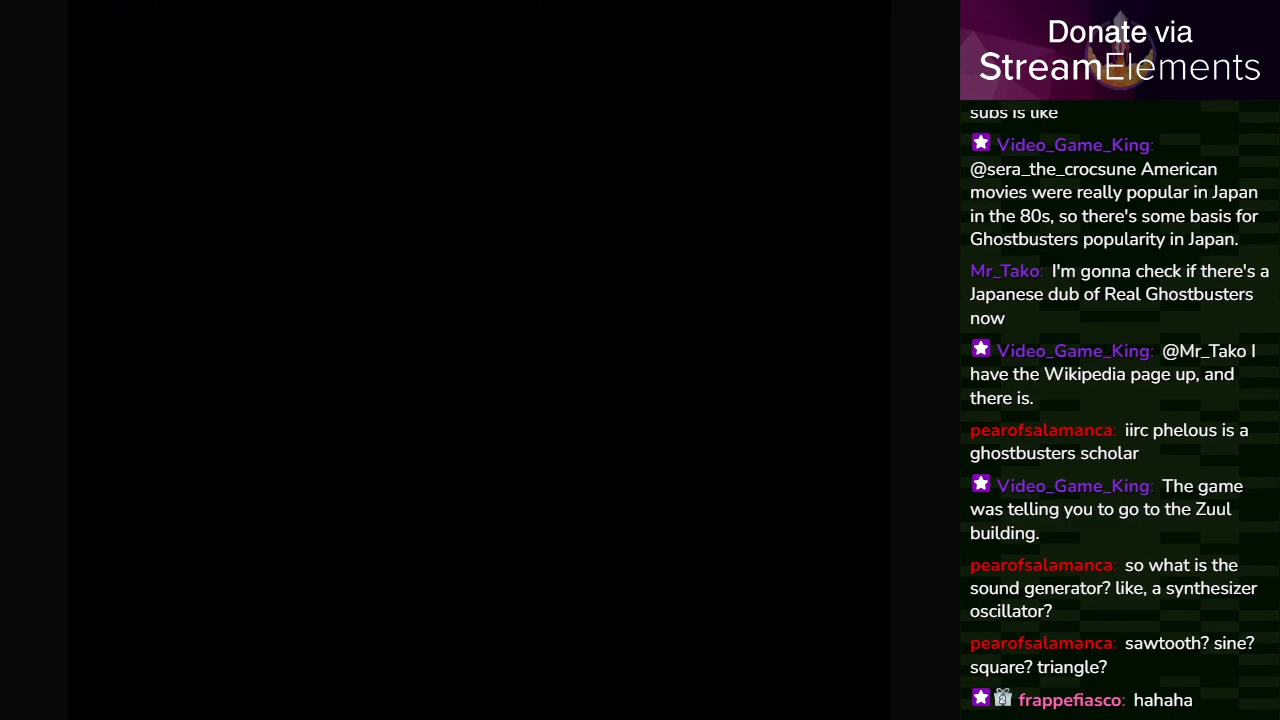 Donate via
StreamElements
subs is like
Video_Game_King:
@sera_the_crocsune American
movies were really popular in Japan
in the 80s, so there's some basis for
Ghostbusters popularity in Japan.
Mr_Tako: I'm gonna check if there's a
Japanese dub of Real Ghostbusters
now
Video_Game_King: @Mr_Tako I
have the Wikipedia page up, and
there is.
pearofsalamanca: iirc phelous is a
ghostbusters scholar
Video_Game_King: The game
was telling you to go to the Zuul
building.
pearofsalamanca: so what is the
sound generator? like, a synthesizer
oscillator?
pearofsalamanca: sawtooth? sine?
square? triangle?
frappefiasco: hahaha